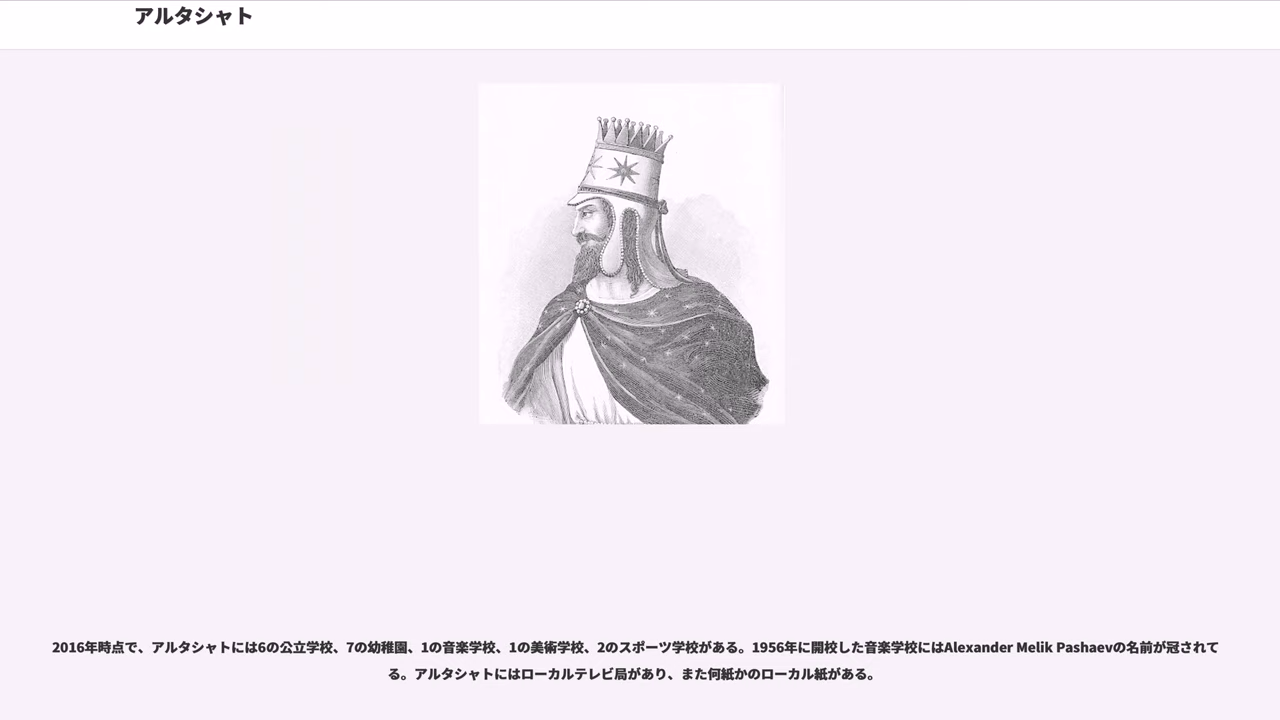 アルタシャト
2016年時点で、アルタシャトには6の公立学校、7の幼稚園、1の音楽学校、1の美術学校、2のスポーツ学校がある。1956年に開校した音楽学校にはAlexander Melik Pashaevの名前が冠されて
る。アルタシャトにはローカルテレビ局があり、また何紙かのローカル紙がある。